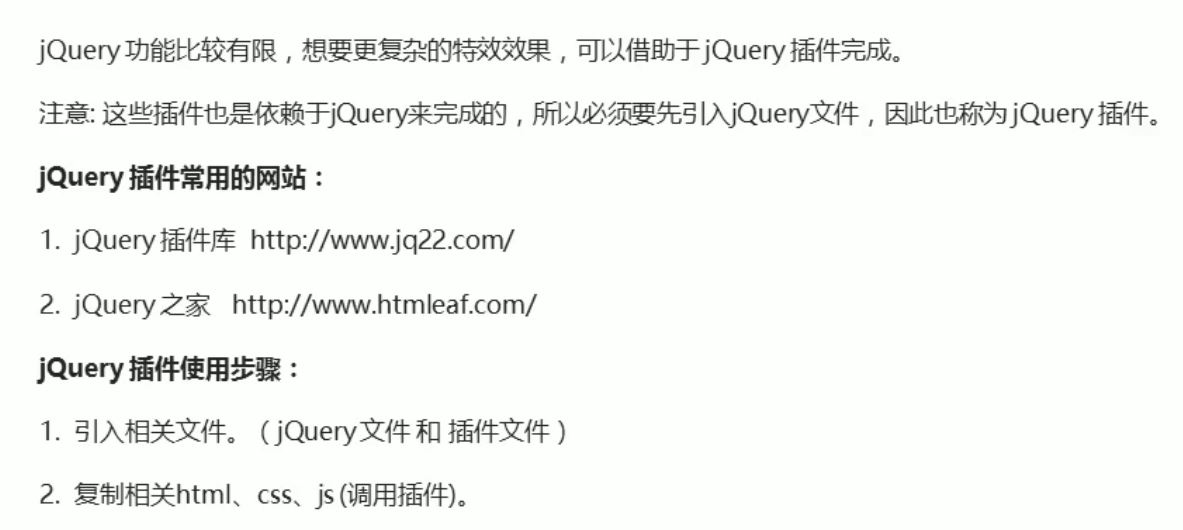 jQuery 功能比较有限，想要更复杂的特效效果，可以借助于 jQuery 插件完成。
注意: 这些插件也是依赖于jQuery来完成的，所以必须要先引入jQuery文件，因此也称为 jQuery 插件。
jQuery 插件常用的网站：
1. jQuery 插件库 http://www.jq22.com/
2. jQuery 之家 http://www.htmleaf.com/
jQuery 插件使用步骤：
1. 引入相关文件。（jQuery 文件 和 插件文件）
2. 复制相关html、css、js (调用插件)。